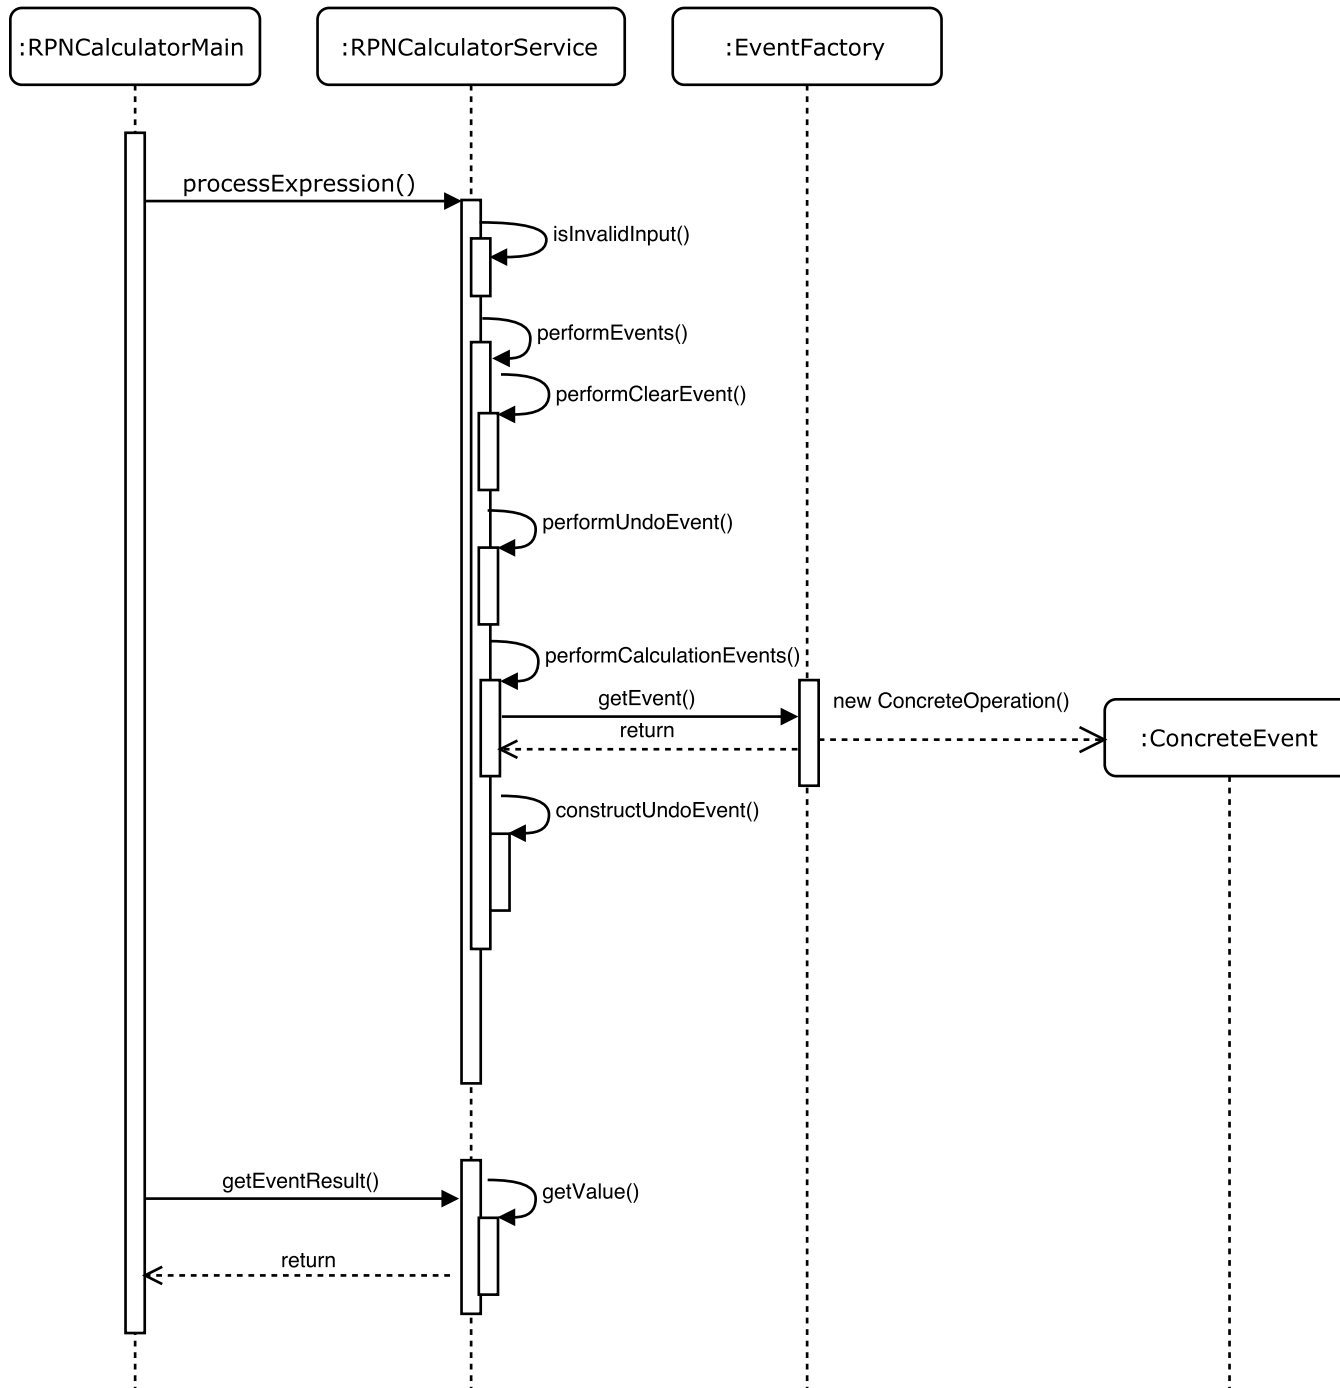 :RPNCalculatorMain
:RPNCalculatorService
:EventFactory
processExpression()
isInvalidInput()
performEvents()
performClearEvent()
performUndoEvent()
performCalculationEvents()
getEvent()
new ConcreteOperation()
return
:ConcreteEvent
constructUndoEvent()
getEventResult()
getValue()
return